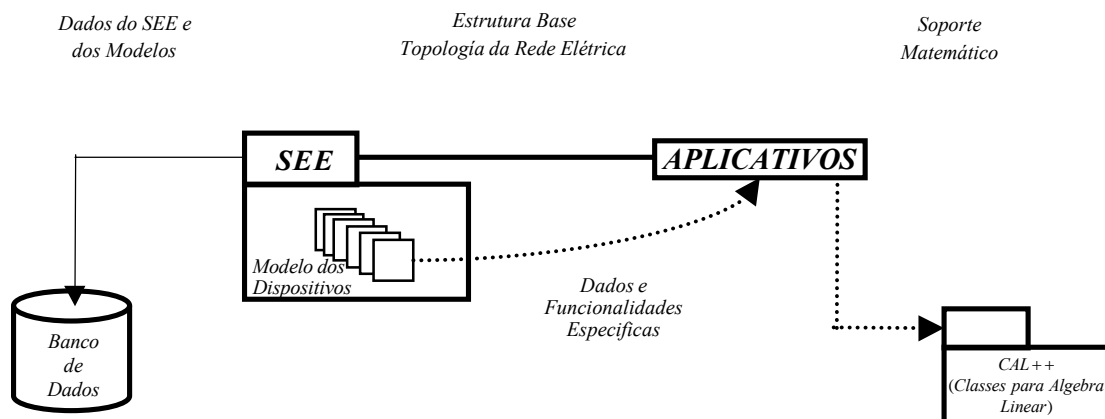 Dados do SEE e
dos Modelos
Estrutura Base
Topología da Rede Elétrica
Soporte
Matemático
SEE
APLICATIVOS
Modelo dos
Dispositivos
Dados e
Funcionalidades
Especificas
Banco
de
Dados
CAL++
(Classes para Algebra
Linear)